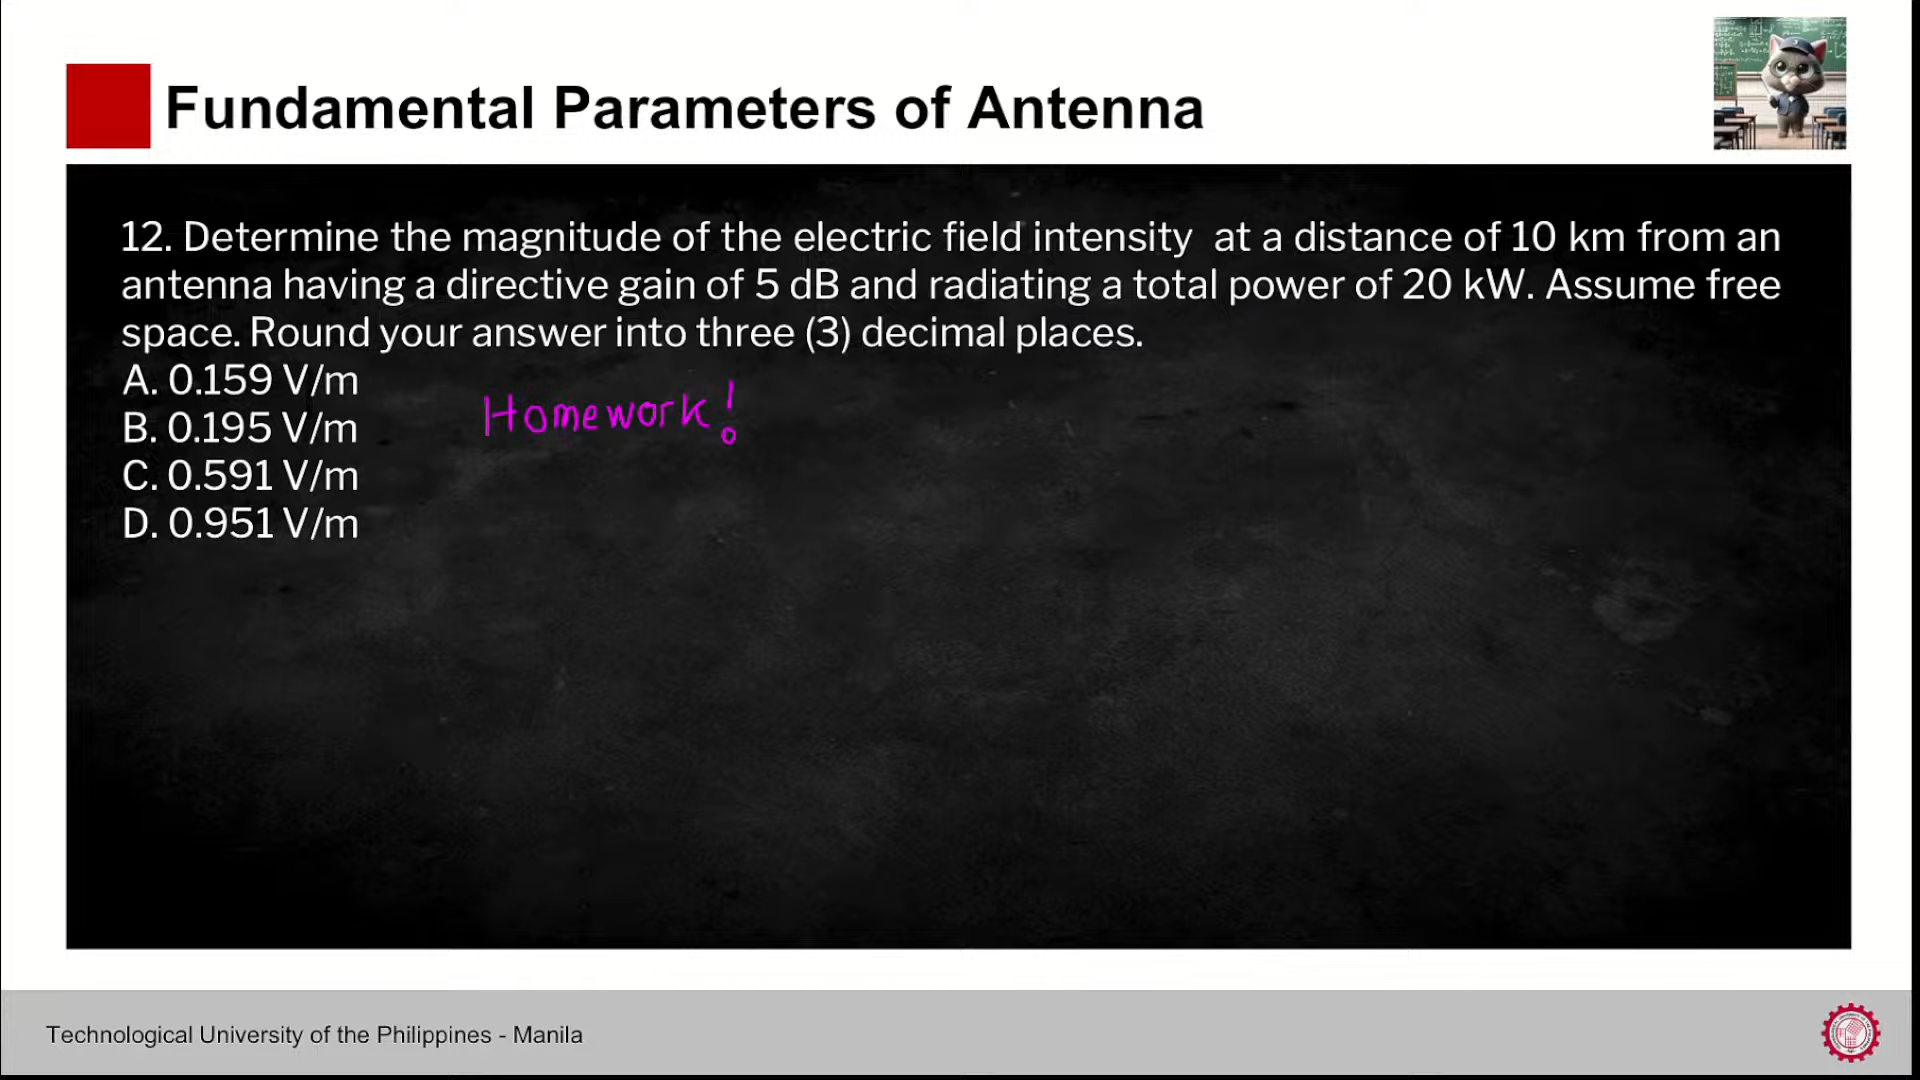 Fundamental Parameters of Antenna
12. Determine the magnitude of the electric field intensity at a distance of 10 km from an
antenna having a directive gain of 5 dB and radiating a total power of 20 kW. Assume free
space. Round your answer into three (3) decimal places.
A. 0.159 V/m
Homework!
B. 0.195 V/m
C. 0.591 V/m
D. 0.951 V/m
Technological University of the Philippines - Manila